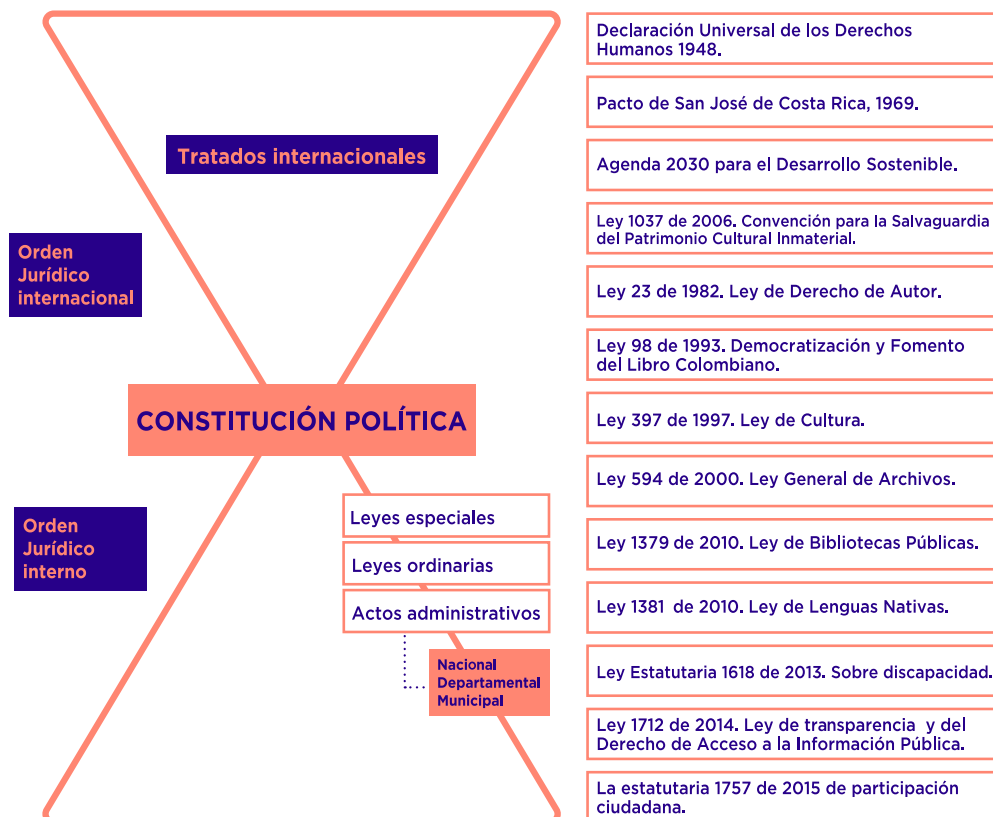 Tratados internacionales
Orden
Jurídico
internacional
CONSTITUCIÓN POLÍTICA
Orden
Jurídico
interno
Leyes especiales
Leyes ordinarias
Actos administrativos
Nacional
Departamental
Municipal
Declaración Universal de los Derechos
Humanos 1948.
Pacto de San José de Costa Rica, 1969.
Agenda 2030 para el Desarrollo Sostenible.
Ley 1037 de 2006. Convención para la Salvaguardia
del Patrimonio Cultural Inmaterial.
Ley 23 de 1982. Ley de Derecho de Autor.
Ley 98 de 1993. Democratización y Fomento
del Libro Colombiano.
Ley 397 de 1997. Ley de Cultura.
Ley 594 de 2000. Ley General de Archivos.
Ley 1379 de 2010. Ley de Bibliotecas Públicas.
Ley 1381 de 2010. Ley de Lenguas Nativas.
Ley Estatutaria 1618 de 2013. Sobre discapacidad.
Ley 1712 de 2014. Ley de transparencia y del
Derecho de Acceso a la Información Pública.
La estatutaria 1757 de 2015 de participación
ciudadana.